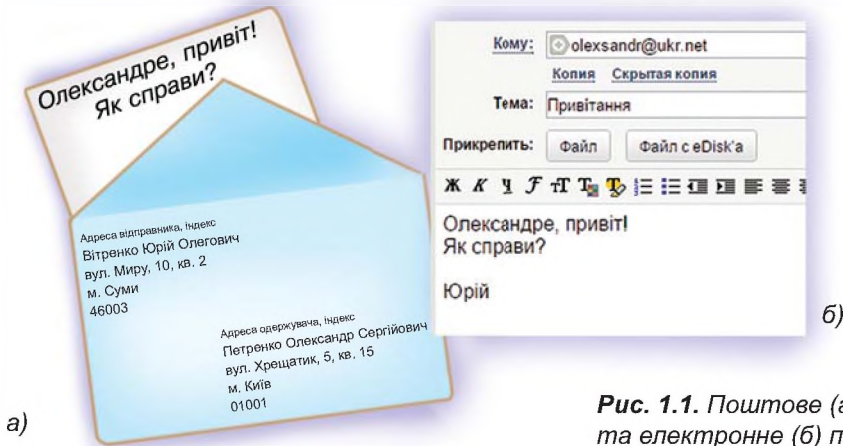 Олександре, привіт!
Як справи?
Адреса відправника, індекс
Вітренко Юрій Олегович
вул. Миру, 10, кв. 2
м. Суми
46003
Адреса одержувача, індекс
Петренко Олександр Сергійович
вул. Хрещатик, 5, кв. 15
м. Київ
01001
а)
Кому: olexsandr@ukr.net
Копия Скрытая копия
Тема: Привітання
Прикрепить: Файл Файл с eDisk'а
Ж К Ч F тТ Т
Олександре, привіт!
Як справи?
Юрій
б)
Рис. 1.1. Поштове (а
та електронне (б) п